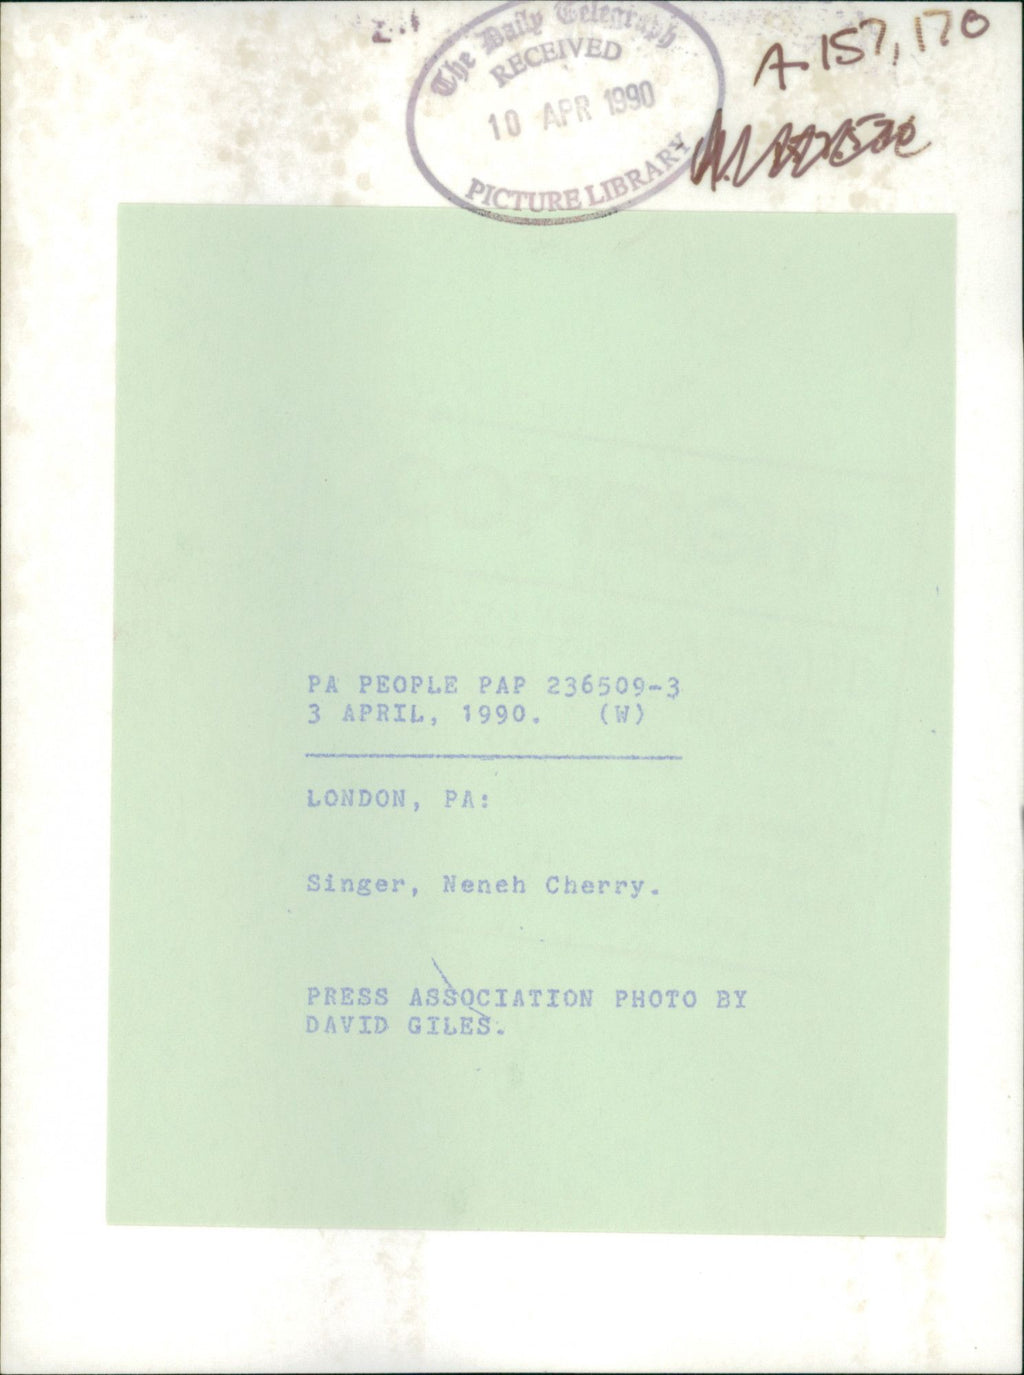 The Daily Telegraph
RECEIVED
10 APR 1990
PICTURE LIBRARY
A.157,170
PA PEOPLE PAP 236509-3
3 APRIL, 1990. (W)
LONDON, PA:
Singer, Neneh Cherry.
PRESS ASSOCIATION PHOTO BY
DAVID GILES.